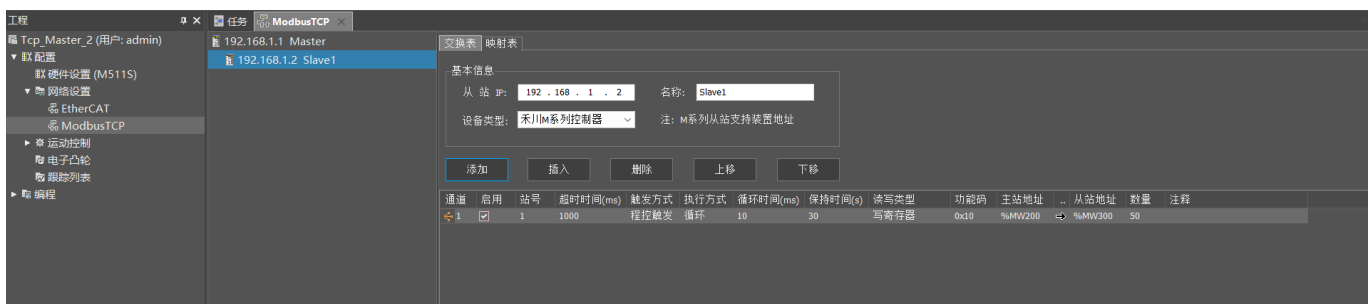 工程
任务 ModbusTCP
Tcp_Master_2 (用户: admin)
配置
硬件设置 (M511S)
网络设置
EtherCAT
ModbusTCP
运动控制
电子凸轮
跟踪列表
编程
192.168.1.1 Master
192.168.1.2 Slave1
交换表 映射表
基本信息
从 站 IP: 192 . 168 . 1 . 2 名称: Slave1
设备类型: 禾川M系列控制器 注: M系列从站支持装置地址
添加 插入 删除 上移 下移
通道 启用 站号 超时时间(ms) 触发方式 执行方式 循环时间(ms) 保持时间(s) 读写类型 功能码 主站地址 .. 从站地址 数量 注释
1 1 1000 程控触发 循环 10 30 写寄存器 0x10 %MW200 %MW300 50